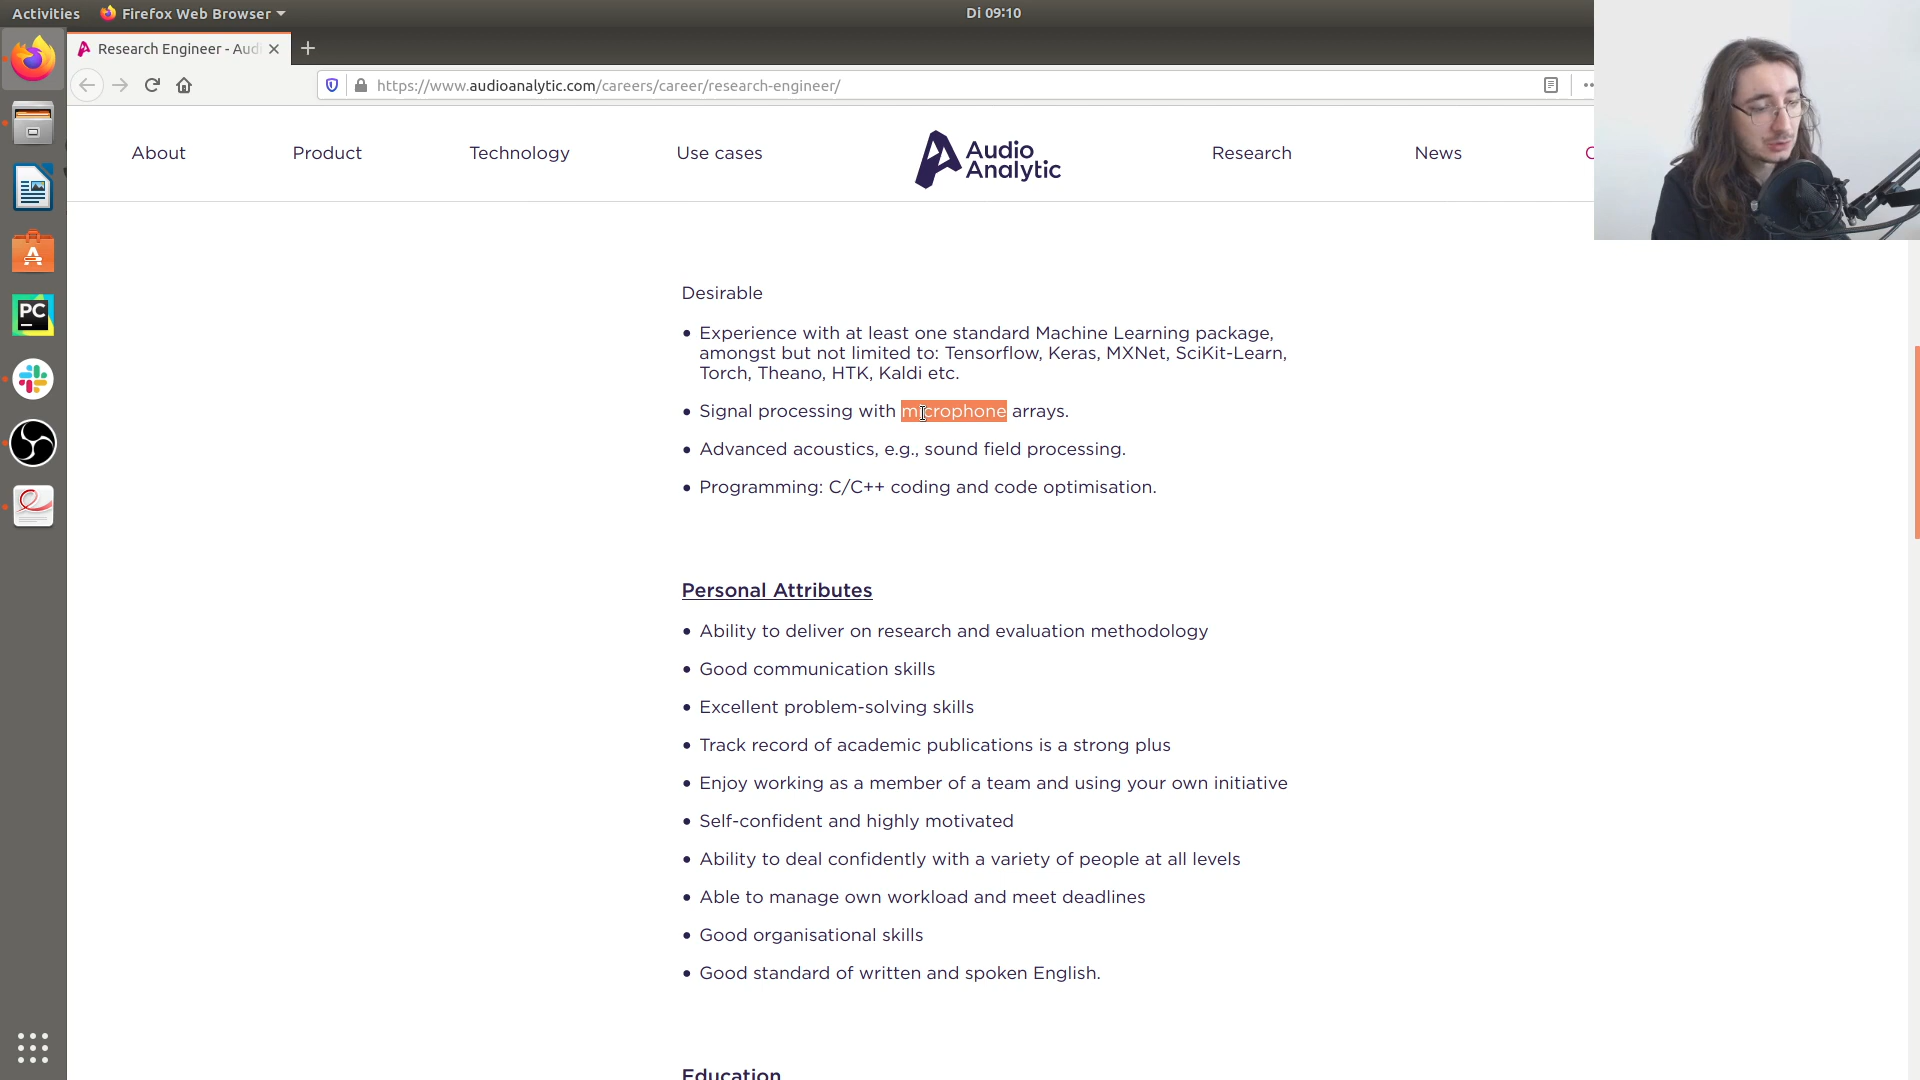 Activities
Firefox Web Browser
Di 09:10
Research Engineer - Aud
https://www.audioanalytic.com/careers/career/research-engineer/
About
Product
Technology
Use cases
Audio
Analytic
Research
News
C
Desirable
• Experience with at least one standard Machine Learning package,
amongst but not limited to: Tensorflow, Keras, MXNet, SciKit-Learn,
Torch, Theano, HTK, Kaldi etc.
• Signal processing with microphone arrays.
• Advanced acoustics, e.g., sound field processing.
• Programming: C/C++ coding and code optimisation.
Personal Attributes
• Ability to deliver on research and evaluation methodology
• Good communication skills
• Excellent problem-solving skills
• Track record of academic publications is a strong plus
• Enjoy working as a member of a team and using your own initiative
• Self-confident and highly motivated
• Ability to deal confidently with a variety of people at all levels
• Able to manage own workload and meet deadlines
• Good organisational skills
• Good standard of written and spoken English.
Education
PC